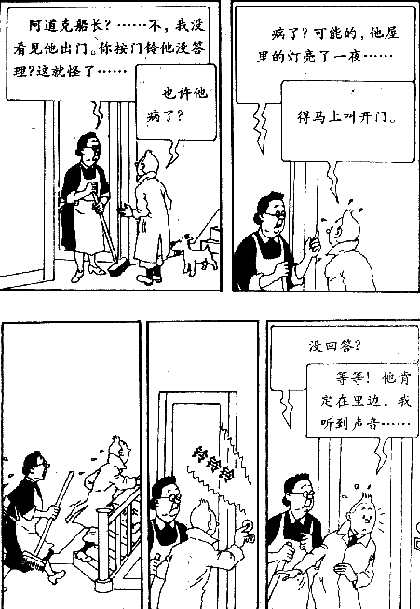 阿道克船长?……不,我没
看见他出门。你按门铃他没答
理?这就怪了……
也许他
病了?
病了?可能的,他屋
里的灯亮了一夜……
得马上叫开门。
铃铃铃
没回答?
等等!他肯
定在里边,我
听到声音……